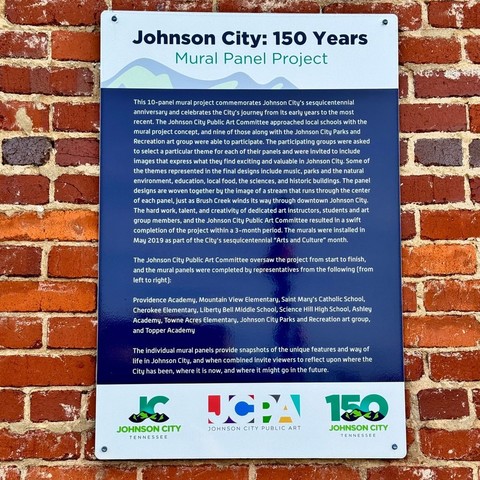 Johnson City: 150 Years
Mural Panel Project
This 10-panel mural project commemorates Johnson City's sesquicentennial
anniversary and celebrates the City's journey from its early years to the most
recent. The Johnson City Public Art Committee approached local schools with the
mural project concept, and nine of those along with the Johnson City Parks and
Recreation art group were able to participate. The participating groups were asked
to select a particular theme for each of their panels and were invited to include
images that express what they find exciting and valuable in Johnson City. Some of
the themes represented in the final designs include music, parks and the natural
environment, education, local food, the sciences, and historic buildings. The panel
designs are woven together by the image of a stream that runs through the center
of each panel, just as Brush Creek winds its way through downtown Johnson City.
The hard work, talent, and creativity of dedicated art instructors, students and art
group members, and the Johnson City Public Art Committee resulted in a swift
completion of the project within a 3-month period. The murals were installed in
May 2019 as part of the City's sesquicentennial "Arts and Culture" month.
The Johnson City Public Art Committee oversaw the project from start to finish,
and the mural panels were completed by representatives from the following (from
left to right):
Providence Academy, Mountain View Elementary, Saint Mary's Catholic School,
Cherokee Elementary, Liberty Bell Middle School, Science Hill High School, Ashley
Academy, Towne Acres Elementary, Johnson City Parks and Recreation art group,
and Topper Academy
The individual mural panels provide snapshots of the unique features and way of
life in Johnson City, and when combined invite viewers to reflect upon where the
City has been, where it is now, and where it might go in the future.
JC
JOHNSON CITY
TENNESSEE
JCPA
JOHNSON CITY PUBLIC ART
150
JOHNSON CITY
TENNESSEE